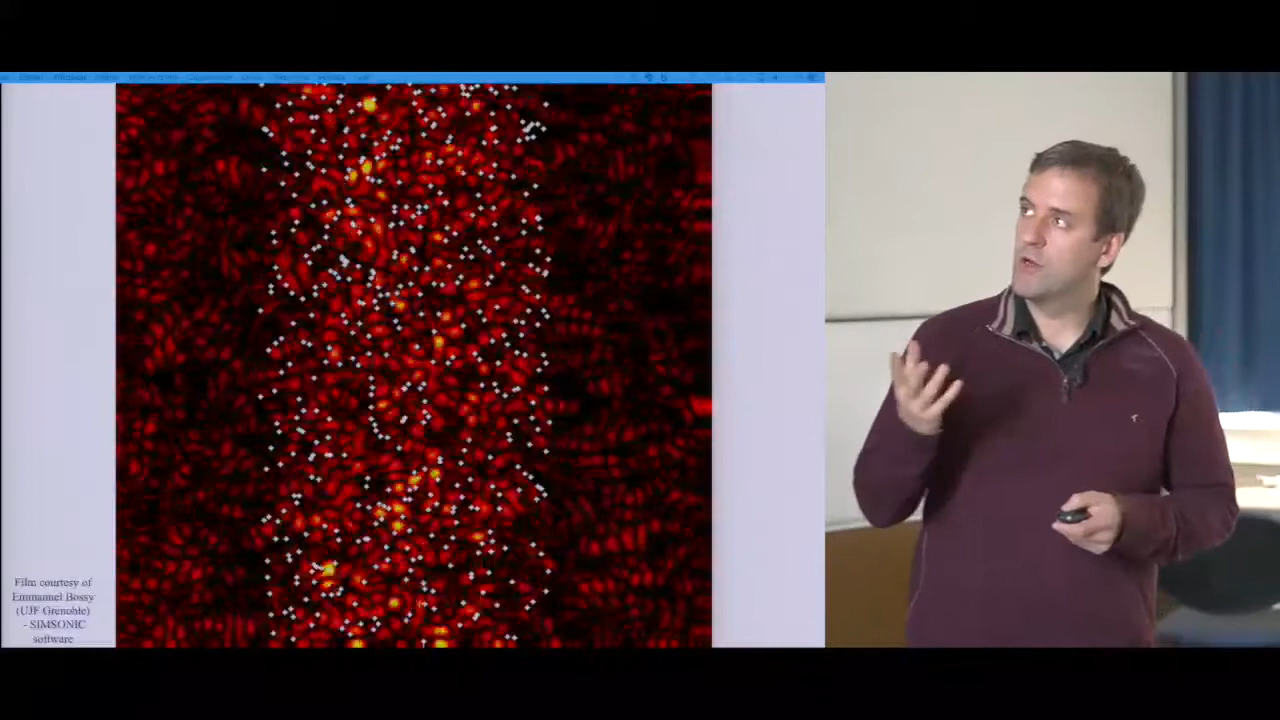 Film courtesy of
Emmanuel Bossy
(UJF Grenoble)
- SIMSONIC
software